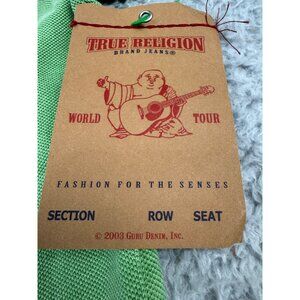 TRUE RELIGION
BRAND JEANS®
WORLD TOUR
FASHION FOR THE SENSES
SECTION ROW SEAT
© 2003 GURU DENIM, INC.